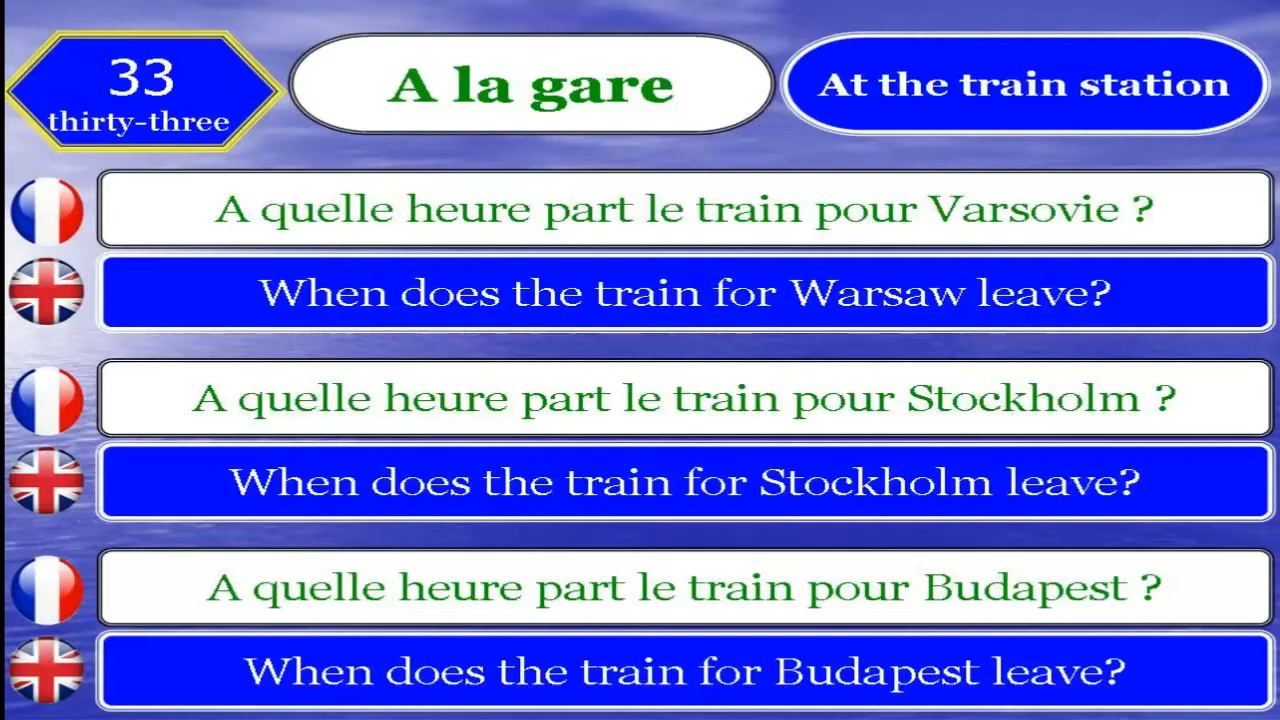 33
thirty-three
A la gare
At the train station
A quelle heure part le train pour Varsovie ?
When does the train for Warsaw leave?
A quelle heure part le train pour Stockholm ?
When does the train for Stockholm leave?
A quelle heure part le train pour Budapest ?
When does the train for Budapest leave?